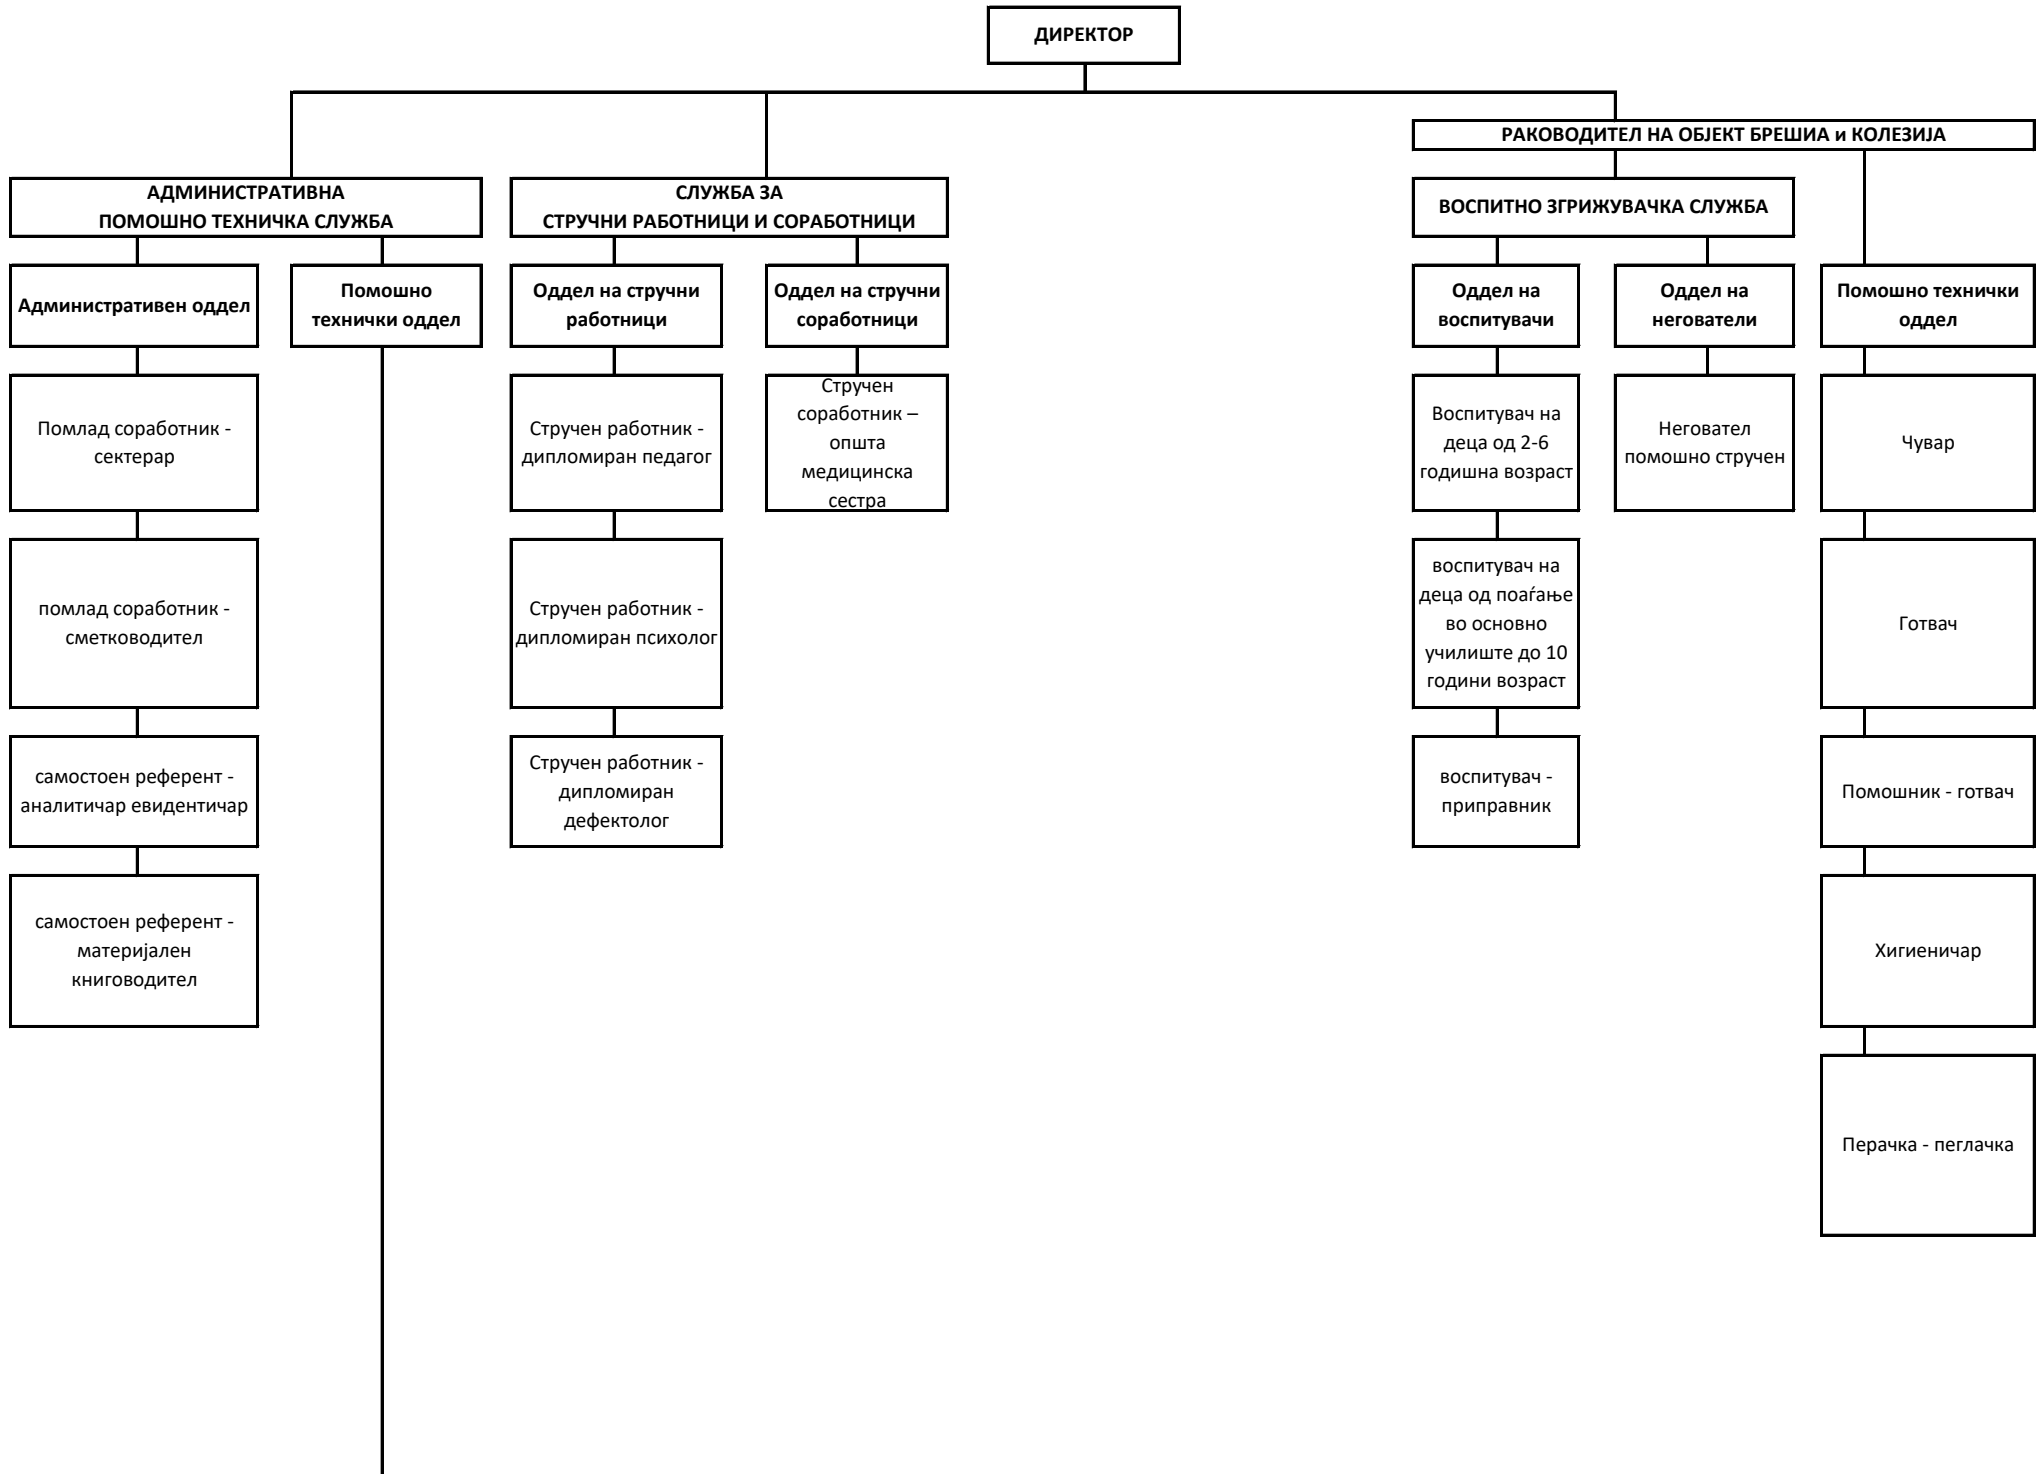 ДИРЕКТОР
РАКОВОДИТЕЛ НА ОБЈЕКТ БРЕШИА и КОЛЕЗИЈА
АДМИНИСТРАТИВНА
ПОМОШНО ТЕХНИЧКА СЛУЖБА
СЛУЖБА ЗА
СТРУЧНИ РАБОТНИЦИ И СОРАБОТНИЦИ
ВОСПИТНО ЗГРИЖУВАЧКА СЛУЖБА
Административен оддел
Помошно
технички оддел
Оддел на стручни
работници
Оддел на стручни
соработници
Оддел на
воспитувачи
Оддел на
негователи
Помошно технички
оддел
Помлад соработник -
сектерар
Стручен работник -
дипломиран педагог
Стручен
соработник –
општа
медицинска
сестра
Воспитувач на
деца од 2-6
годишна возраст
Неговател
помошно стручен
Чувар
помлад соработник -
сметководител
Стручен работник -
дипломиран психолог
воспитувач на
деца од поаѓање
во основно
училиште до 10
години возраст
Готвач
самостоен референт -
аналитичар евидентичар
Стручен работник -
дипломиран
дефектолог
воспитувач -
приправник
Помошник - готвач
самостоен референт -
материјален
книговодител
Хигиеничар
Перачка - пеглачка